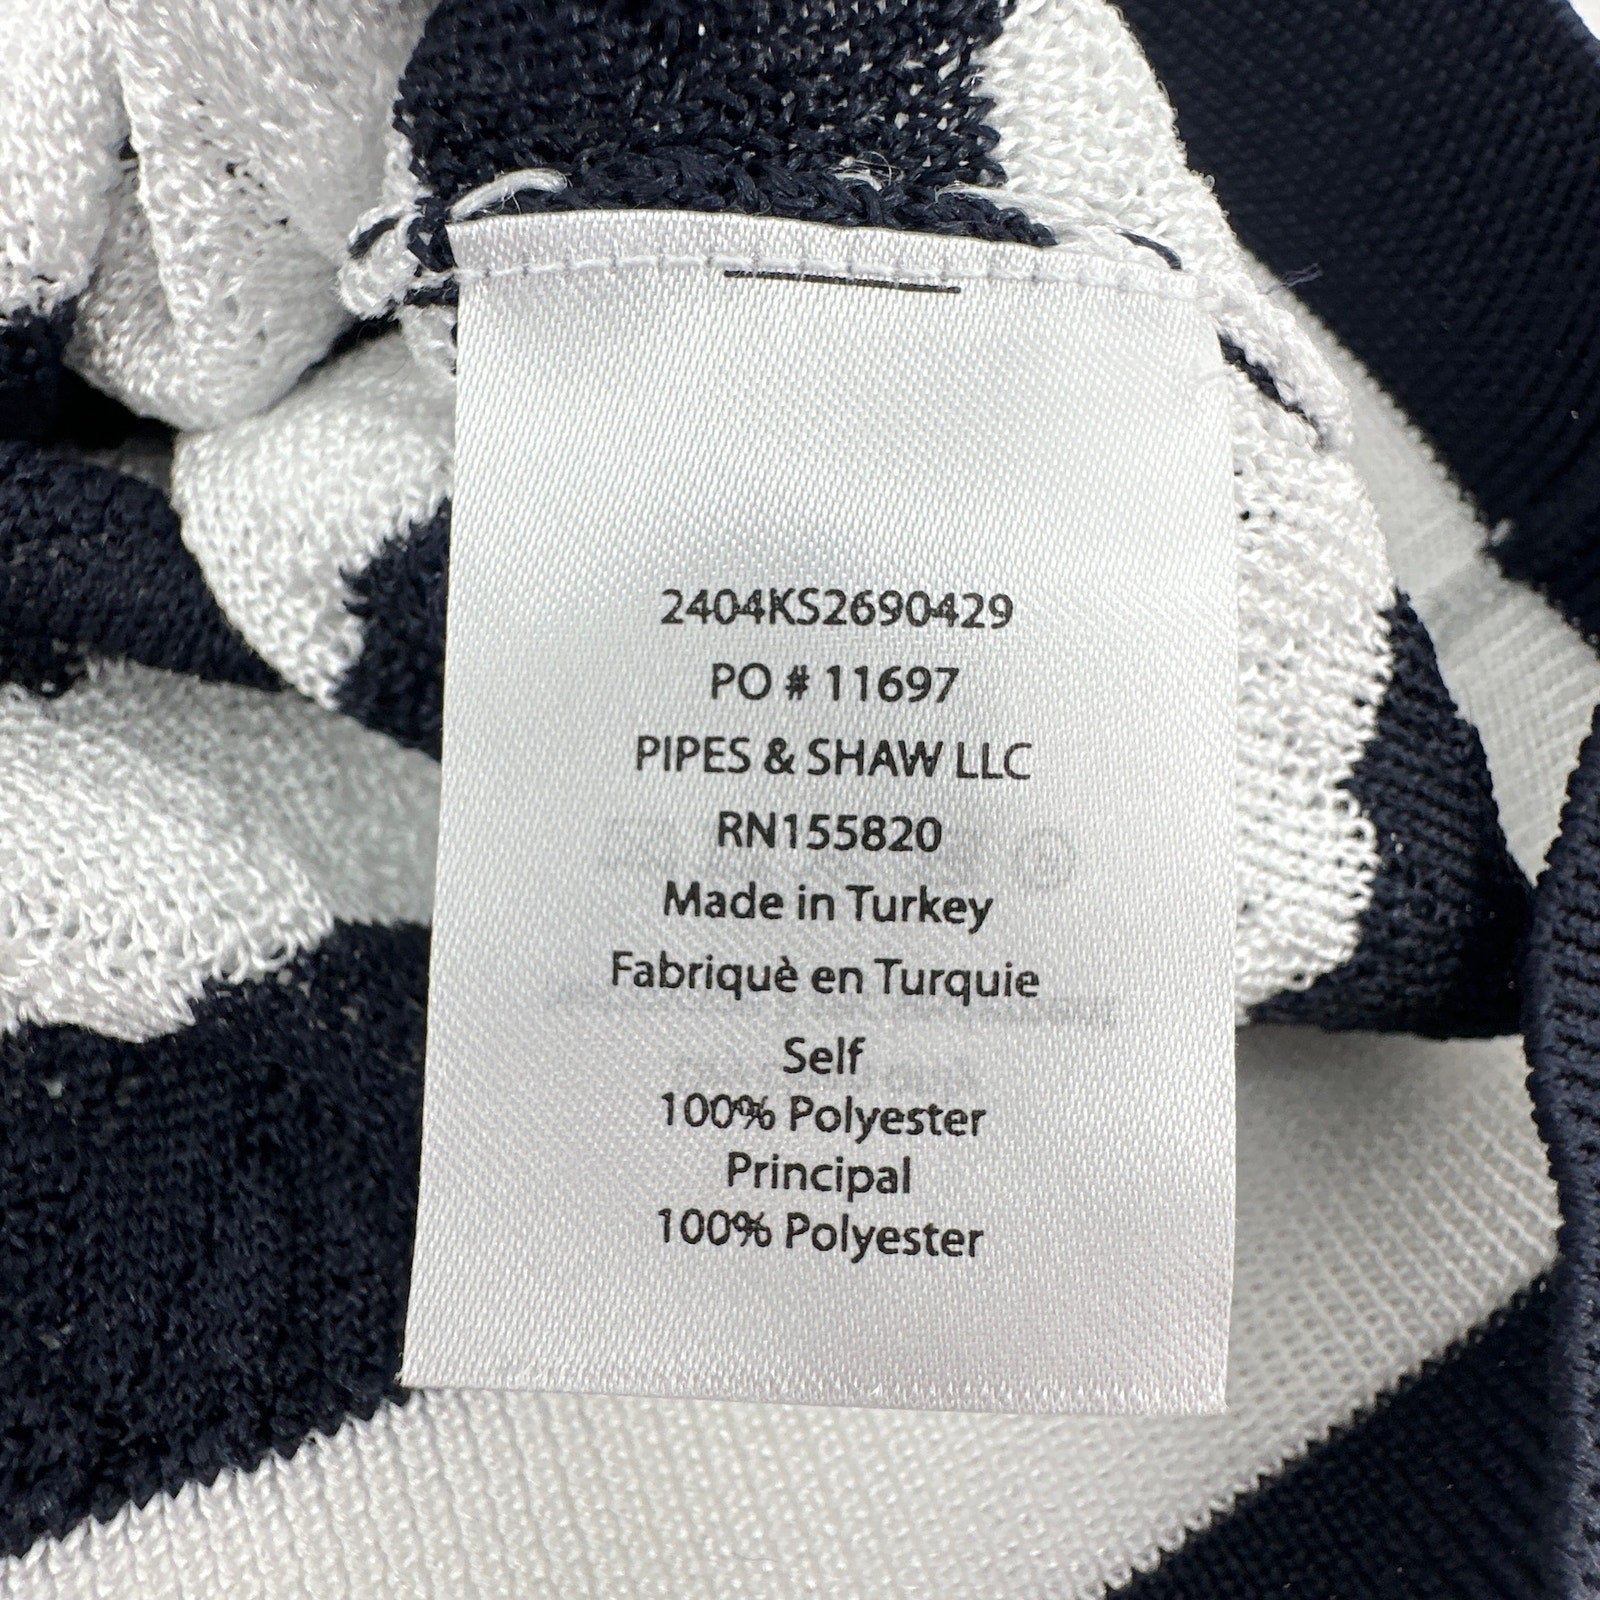 2404KS2690429
PO # 11697
PIPES & SHAW LLC
RN155820
Made in Turkey
Fabriquè en Turquie
Self
100% Polyester
Principal
100% Polyester